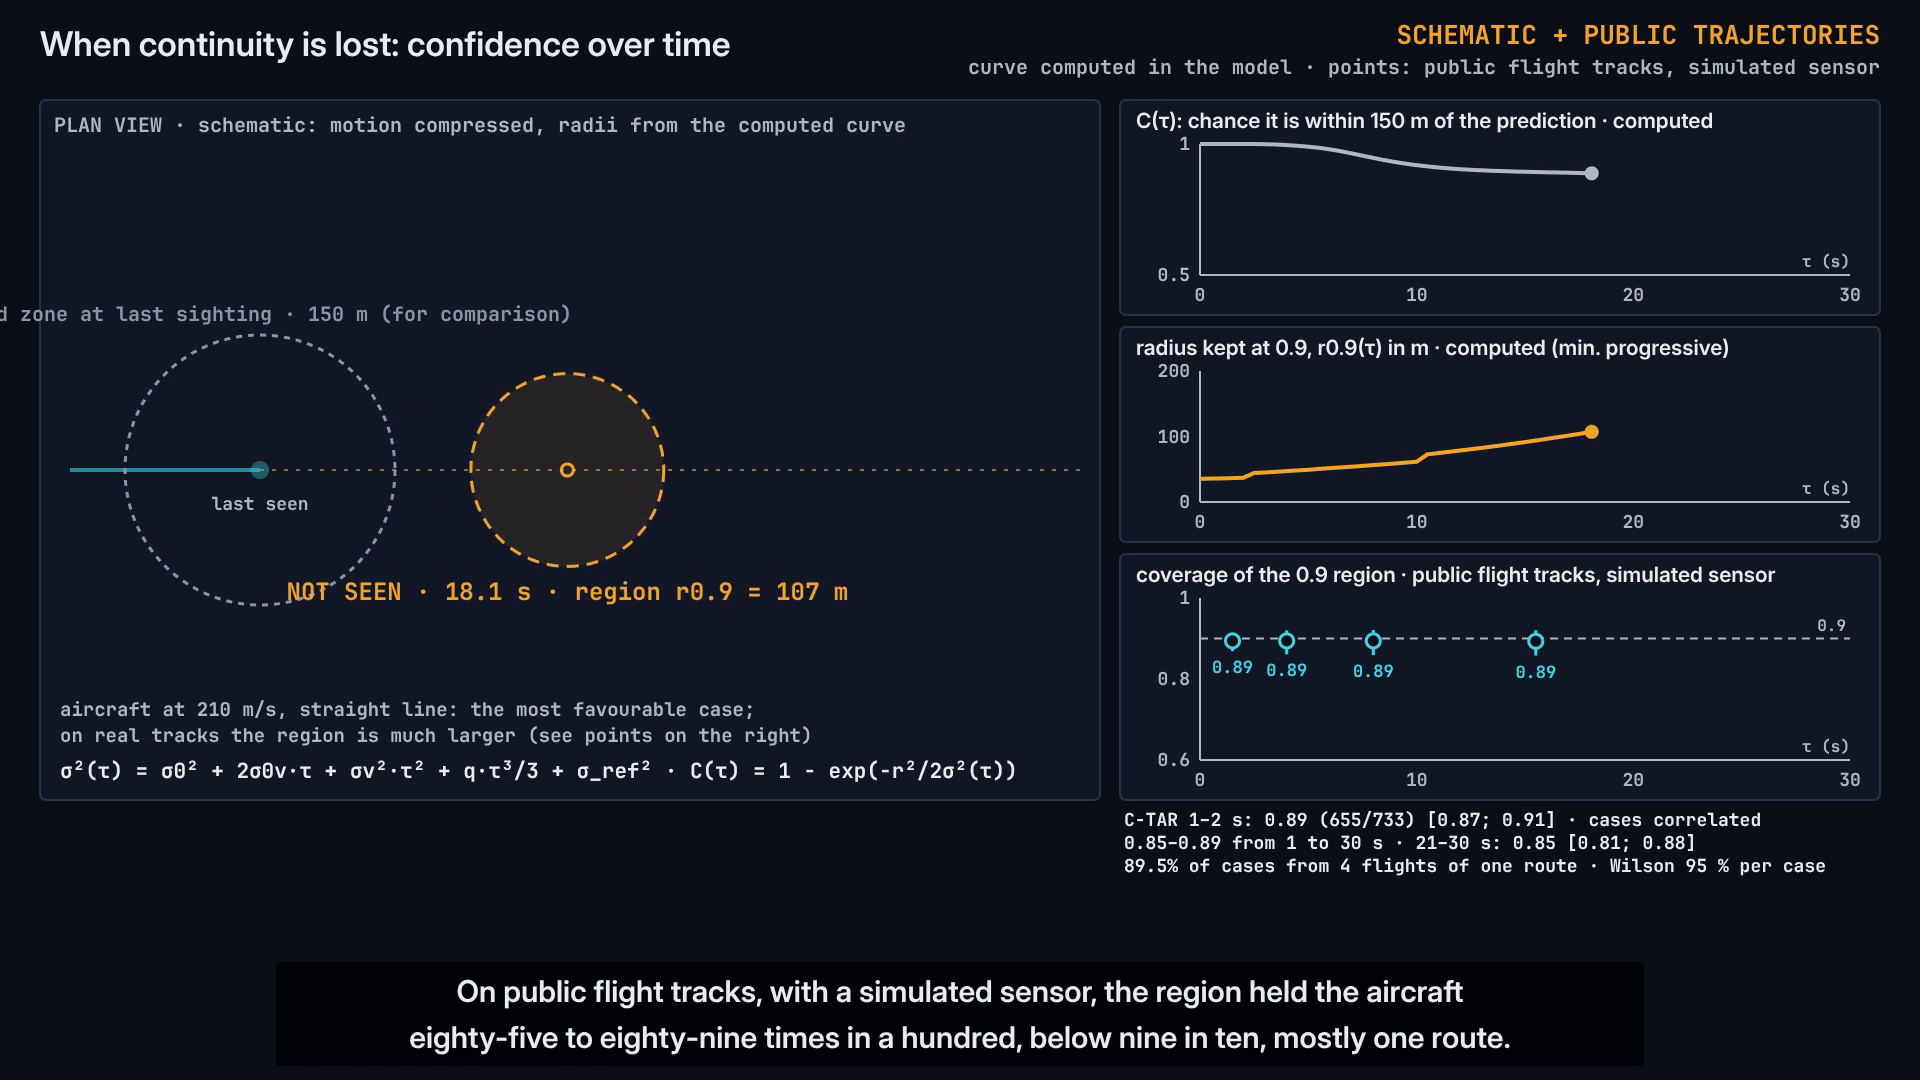 When continuity is lost: confidence over time
SCHEMATIC + PUBLIC TRAJECTORIES
curve computed in the model · points: public flight tracks, simulated sensor
PLAN VIEW · schematic: motion compressed, radii from the computed curve
zone at last sighting · 150 m (for comparison)
last seen
NOT SEEN · 18.1 s · region r0.9 = 107 m
aircraft at 210 m/s, straight line: the most favourable case;
on real tracks the region is much larger (see points on the right)
σ²(τ) = σ0² + 2σ0v·τ + σv²·τ² + q·τ³/3 + σ_ref² · C(τ) = 1 - exp(-r²/2σ²(τ))
C(τ): chance it is within 150 m of the prediction · computed
1
0.5
τ (s)
0 10 20 30
radius kept at 0.9, r0.9(τ) in m · computed (min. progressive)
200
100
0
τ (s)
0 10 20 30
coverage of the 0.9 region · public flight tracks, simulated sensor
1
0.9
0.89 0.89 0.89 0.89
0.8
τ (s)
0.6
0 10 20 30
C-TAR 1–2 s: 0.89 (655/733) [0.87; 0.91] · cases correlated
0.85–0.89 from 1 to 30 s · 21–30 s: 0.85 [0.81; 0.88]
89.5% of cases from 4 flights of one route · Wilson 95 % per case
On public flight tracks, with a simulated sensor, the region held the aircraft
eighty-five to eighty-nine times in a hundred, below nine in ten, mostly one route.